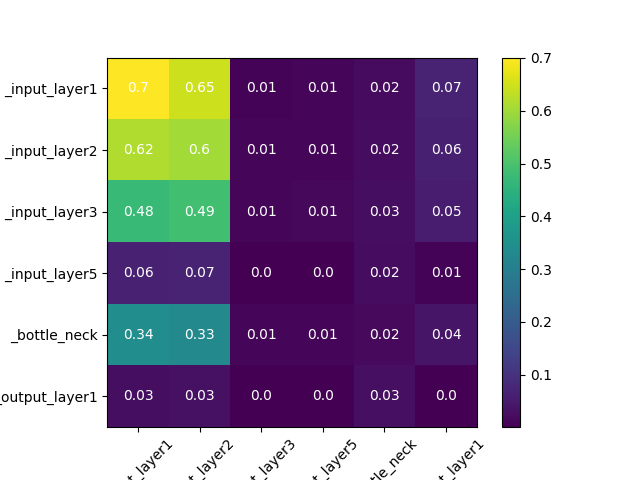 _input_layer1 0.7 0.65 0.01 0.01 0.02 0.07
_input_layer2 0.62 0.6 0.01 0.01 0.02 0.06
_input_layer3 0.48 0.49 0.01 0.01 0.03 0.05
_input_layer5 0.06 0.07 0.0 0.0 0.02 0.01
_bottle_neck 0.34 0.33 0.01 0.01 0.02 0.04
output_layer1 0.03 0.03 0.0 0.0 0.03 0.0
t_layer1 t_layer2 t_layer3 t_layer5 tle_neck t_layer1
0.7
0.6
0.5
0.4
0.3
0.2
0.1